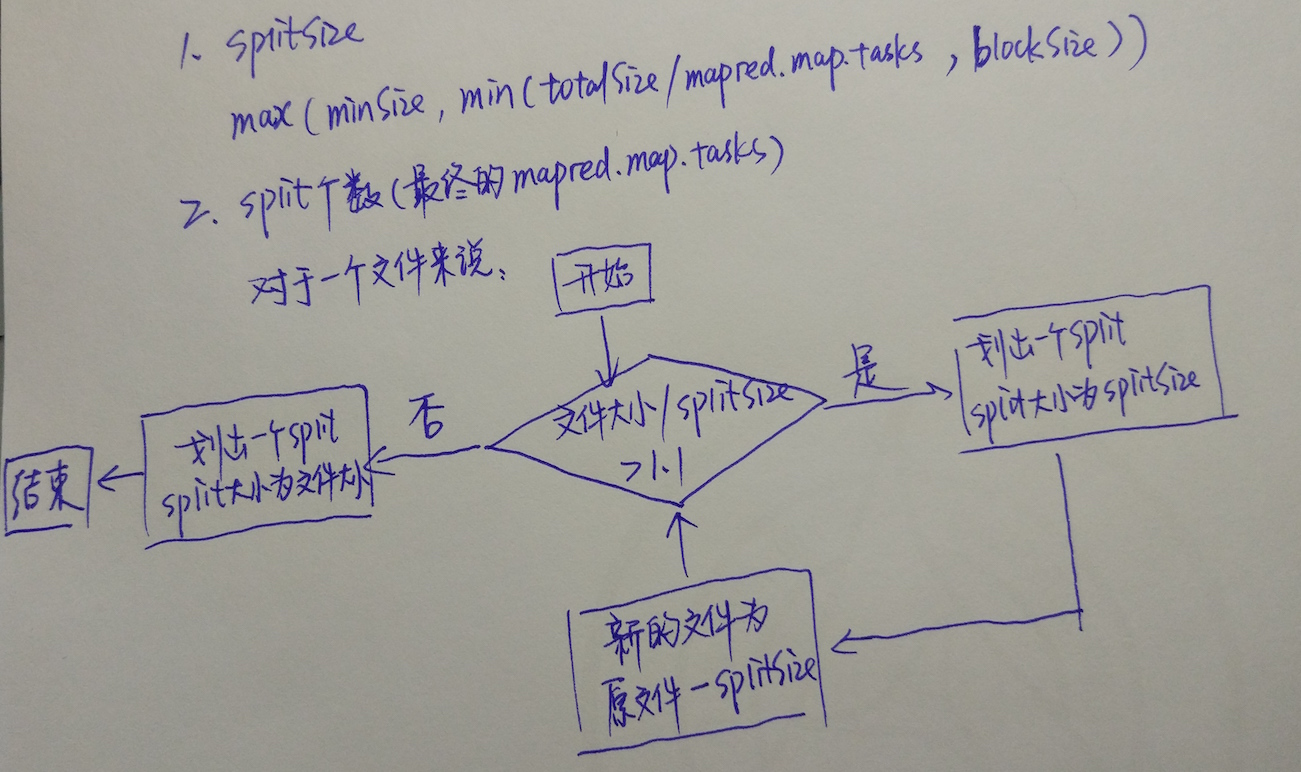 1. splitsize
max(minSize, min(totalSize/mapred.map.tasks, blockSize))
2. split个数(最终的mapred.map.tasks)
对于一个文件来说:
开始
文件大小/splitSize
>1.1
是
划出一个split
split大小为splitSize
否
划出一个split
split大小为文件大小
结束
新的文件为
原文件-splitSize